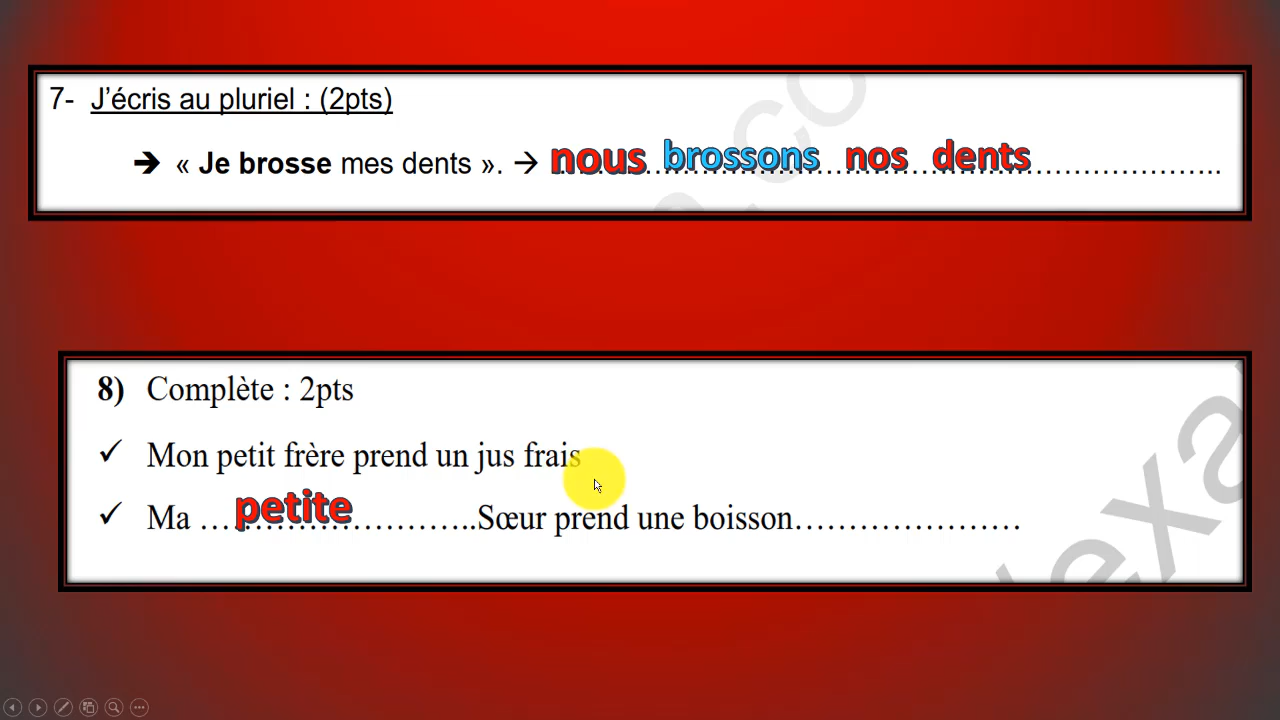 7- J'écris au pluriel : (2pts)
➔ « Je brosse mes dents ». → nous brossons nos dents
8) Complète : 2pts
✓ Mon petit frère prend un jus frais
✓ Ma petite Sœur prend une boisson.....................